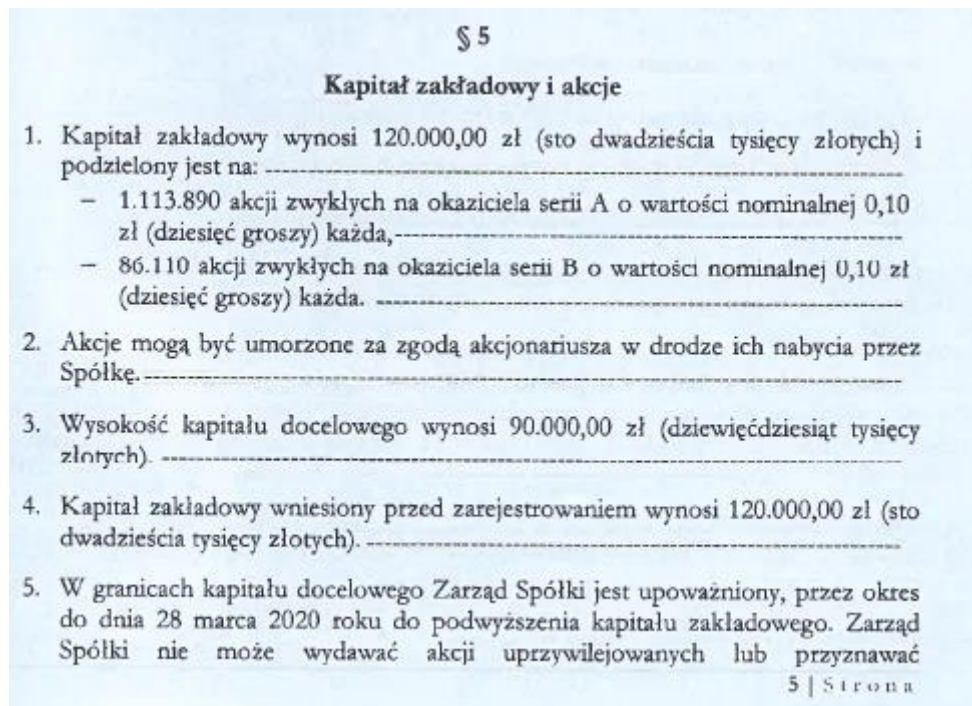 § 5
Kapitał zakładowy i akcje
1. Kapitał zakładowy wynosi 120.000,00 zł (sto dwadzieścia tysięcy złotych) i
podzielony jest na: ----------
– 1.113.890 akcji zwykłych na okaziciela serii A o wartości nominalnej 0,10
zł (dziesięć groszy) każda,----------
– 86.110 akcji zwykłych na okaziciela serii B o wartości nominalnej 0,10 zł
(dziesięć groszy) każda. ----------
2. Akcje mogą być umorzone za zgodą akcjonariusza w drodze ich nabycia przez
Spółkę.----------
3. Wysokość kapitału docelowego wynosi 90.000,00 zł (dziewięćdziesiąt tysięcy
złotych). ----------
4. Kapitał zakładowy wniesiony przed zarejestrowaniem wynosi 120.000,00 zł (sto
dwadzieścia tysięcy złotych). ----------
5. W granicach kapitału docelowego Zarząd Spółki jest upoważniony, przez okres
do dnia 28 marca 2020 roku do podwyższenia kapitału zakładowego. Zarząd
Spółki nie może wydawać akcji uprzywilejowanych lub przyznawać
5 | Strona